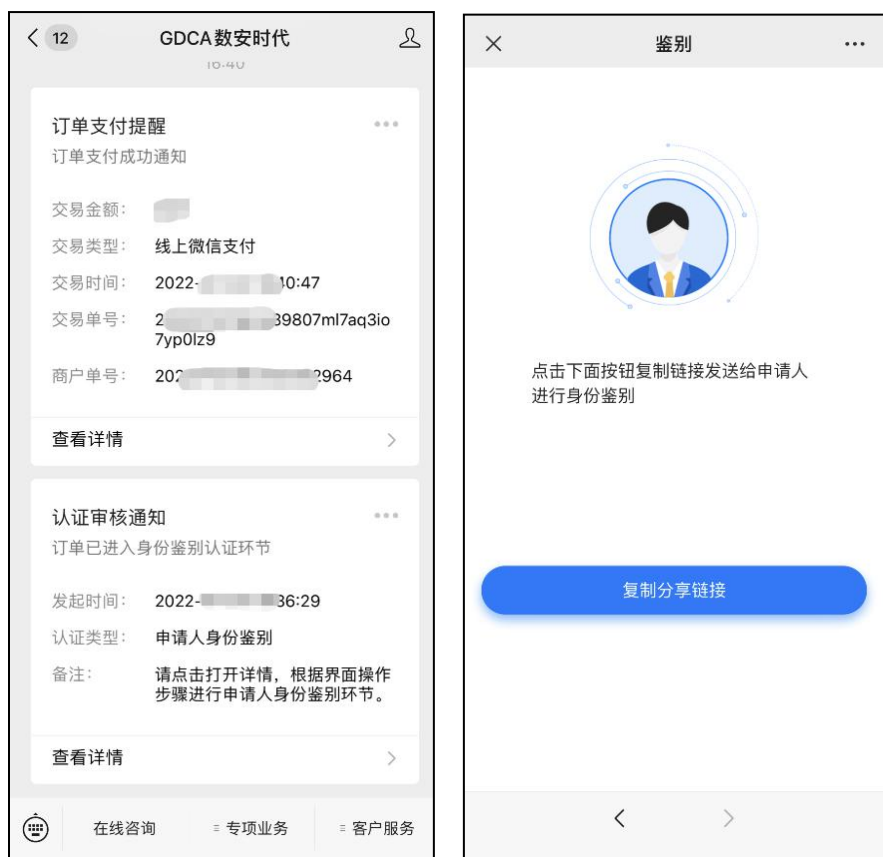 12
GDCA数安时代
订单支付提醒
订单支付成功通知
交易金额:
交易类型: 线上微信支付
交易时间: 2022- 40:47
交易单号: 2 39807ml7aq3io
7yp0lz9
商户单号: 202 2964
查看详情
认证审核通知
订单已进入身份鉴别认证环节
发起时间: 2022- 36:29
认证类型: 申请人身份鉴别
备注: 请点击打开详情，根据界面操作
步骤进行申请人身份鉴别环节。
查看详情
在线咨询 专项业务 客户服务
鉴别
点击下面按钮复制链接发送给申请人
进行身份鉴别
复制分享链接